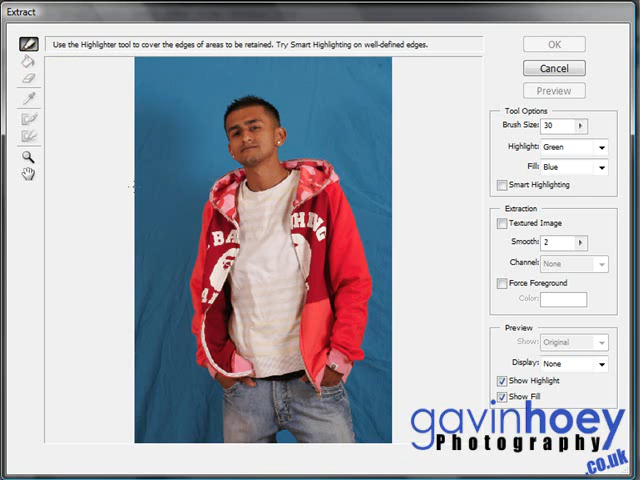 Extract
Use the Highlighter tool to cover the edges of areas to be retained. Try Smart Highlighting on well-defined edges.
OK
Cancel
Preview
Tool Options
Brush Size: 30
Highlight: Green
Fill: Blue
Smart Highlighting
Extraction
Textured Image
Smooth: 2
Channel: None
Force Foreground
Color:
Preview
Show: Original
Display: None
Show Highlight
Show Fill
gavinhoey
Photography
.co.uk